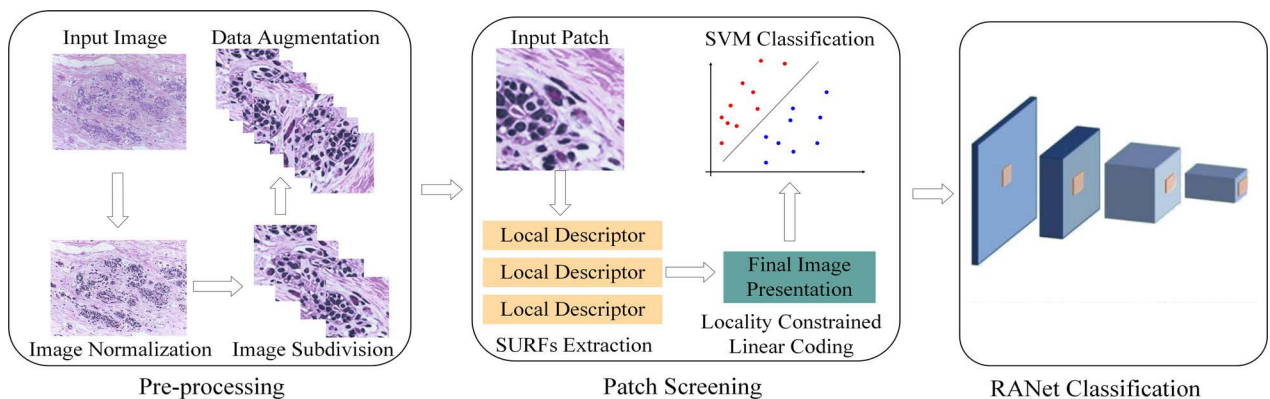 Input Image
Data Augmentation
Image Normalization
Image Subdivision
Pre-processing
Input Patch
SVM Classification
Local Descriptor
Local Descriptor
Local Descriptor
SURFs Extraction
Final Image
Presentation
Locality Constrained
Linear Coding
Patch Screening
RANet Classification